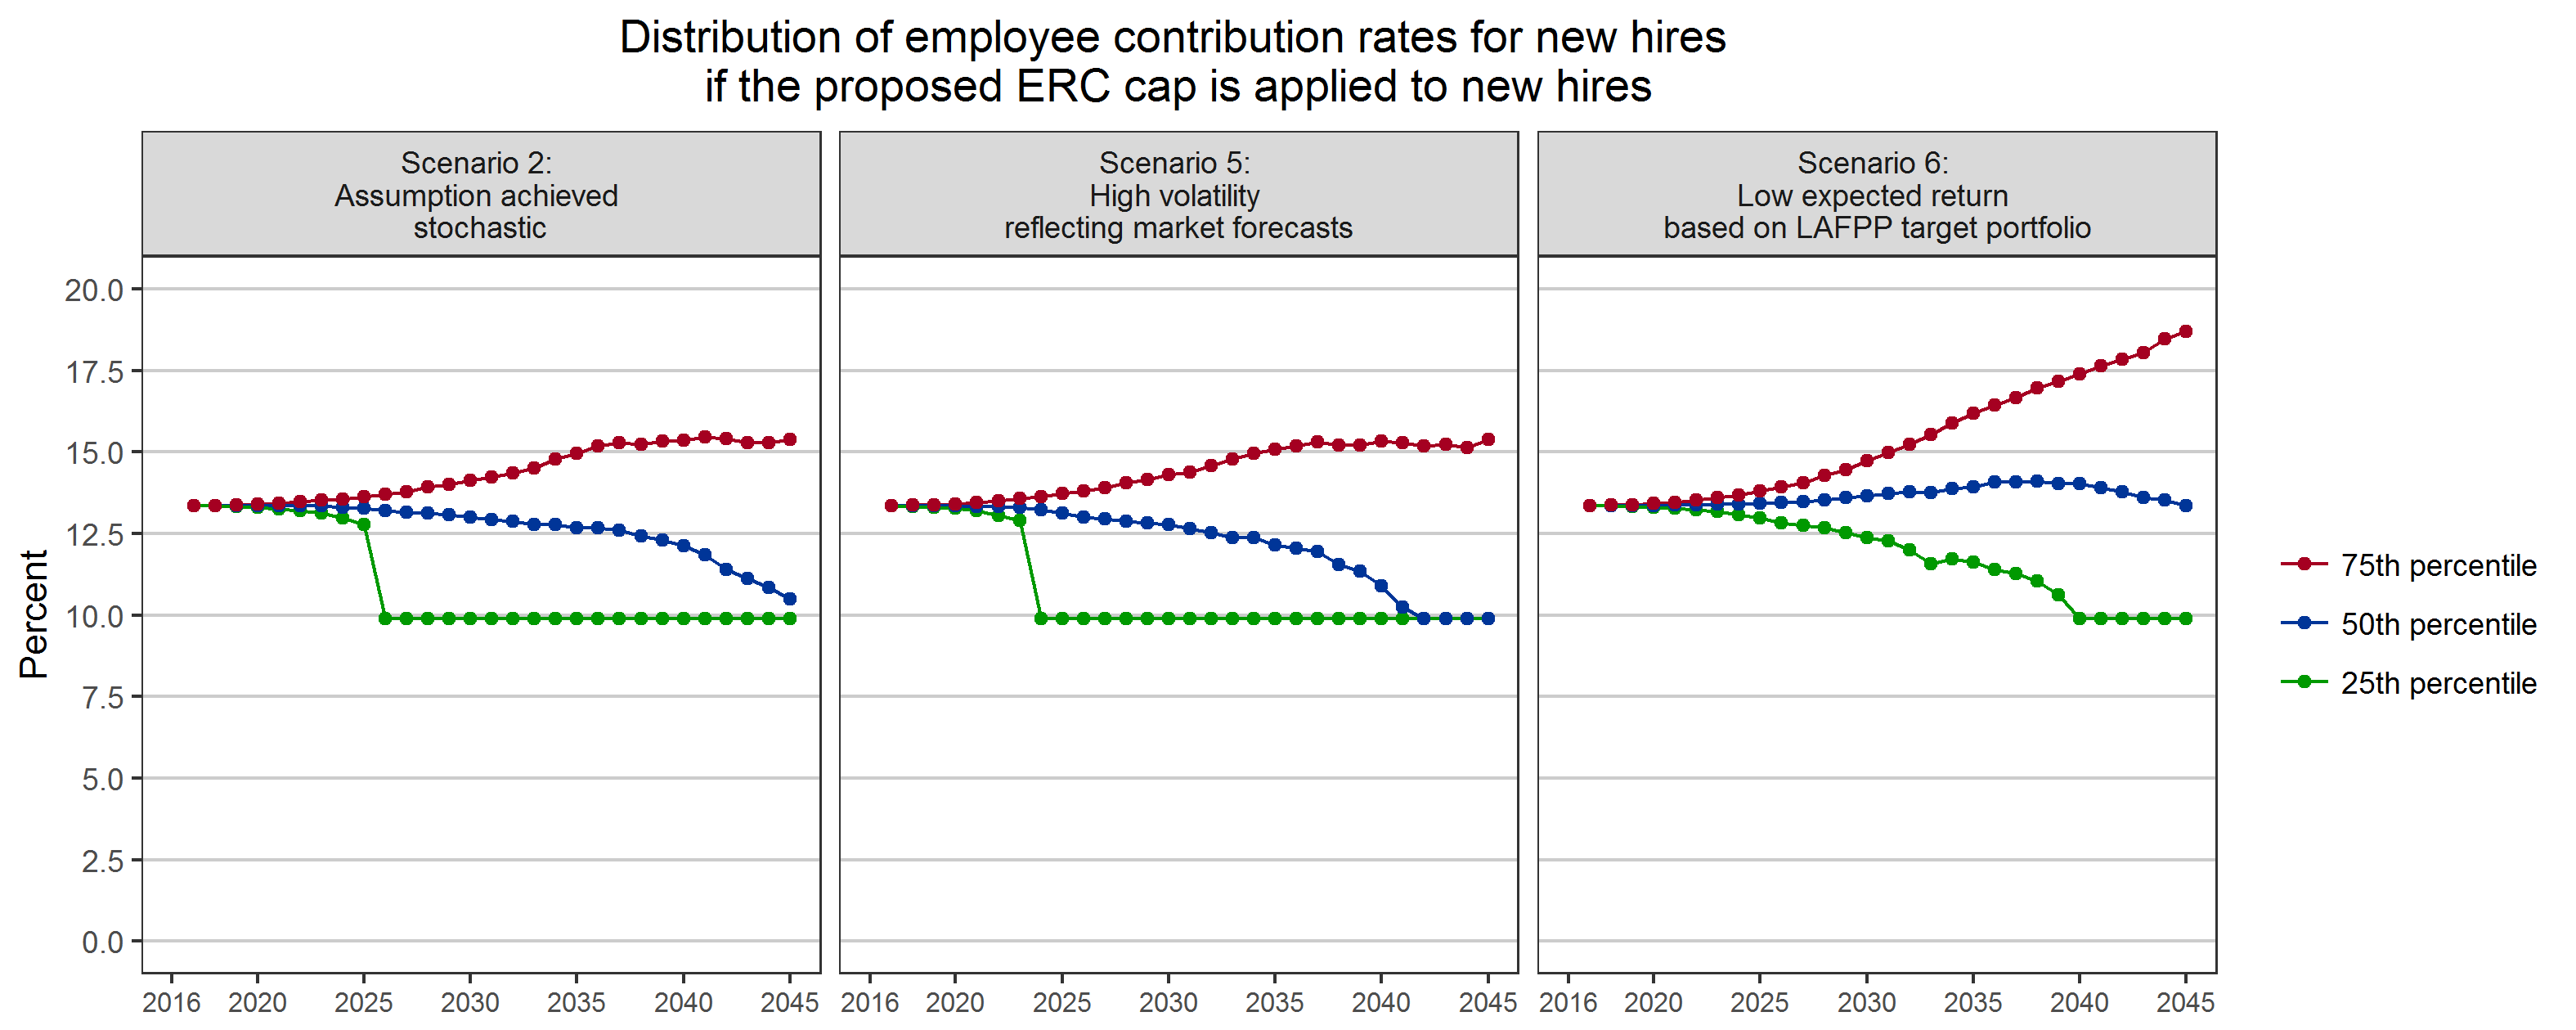 Distribution of employee contribution rates for new hires
if the proposed ERC cap is applied to new hires
Scenario 2:
Assumption achieved
stochastic
Scenario 5:
High volatility
reflecting market forecasts
Scenario 6:
Low expected return
based on LAFPP target portfolio
Percent
20.0
17.5
15.0
12.5
10.0
7.5
5.0
2.5
0.0
2016 2020 2025 2030 2035 2040 2045
2016 2020 2025 2030 2035 2040 2045
2016 2020 2025 2030 2035 2040 2045
75th percentile
50th percentile
25th percentile